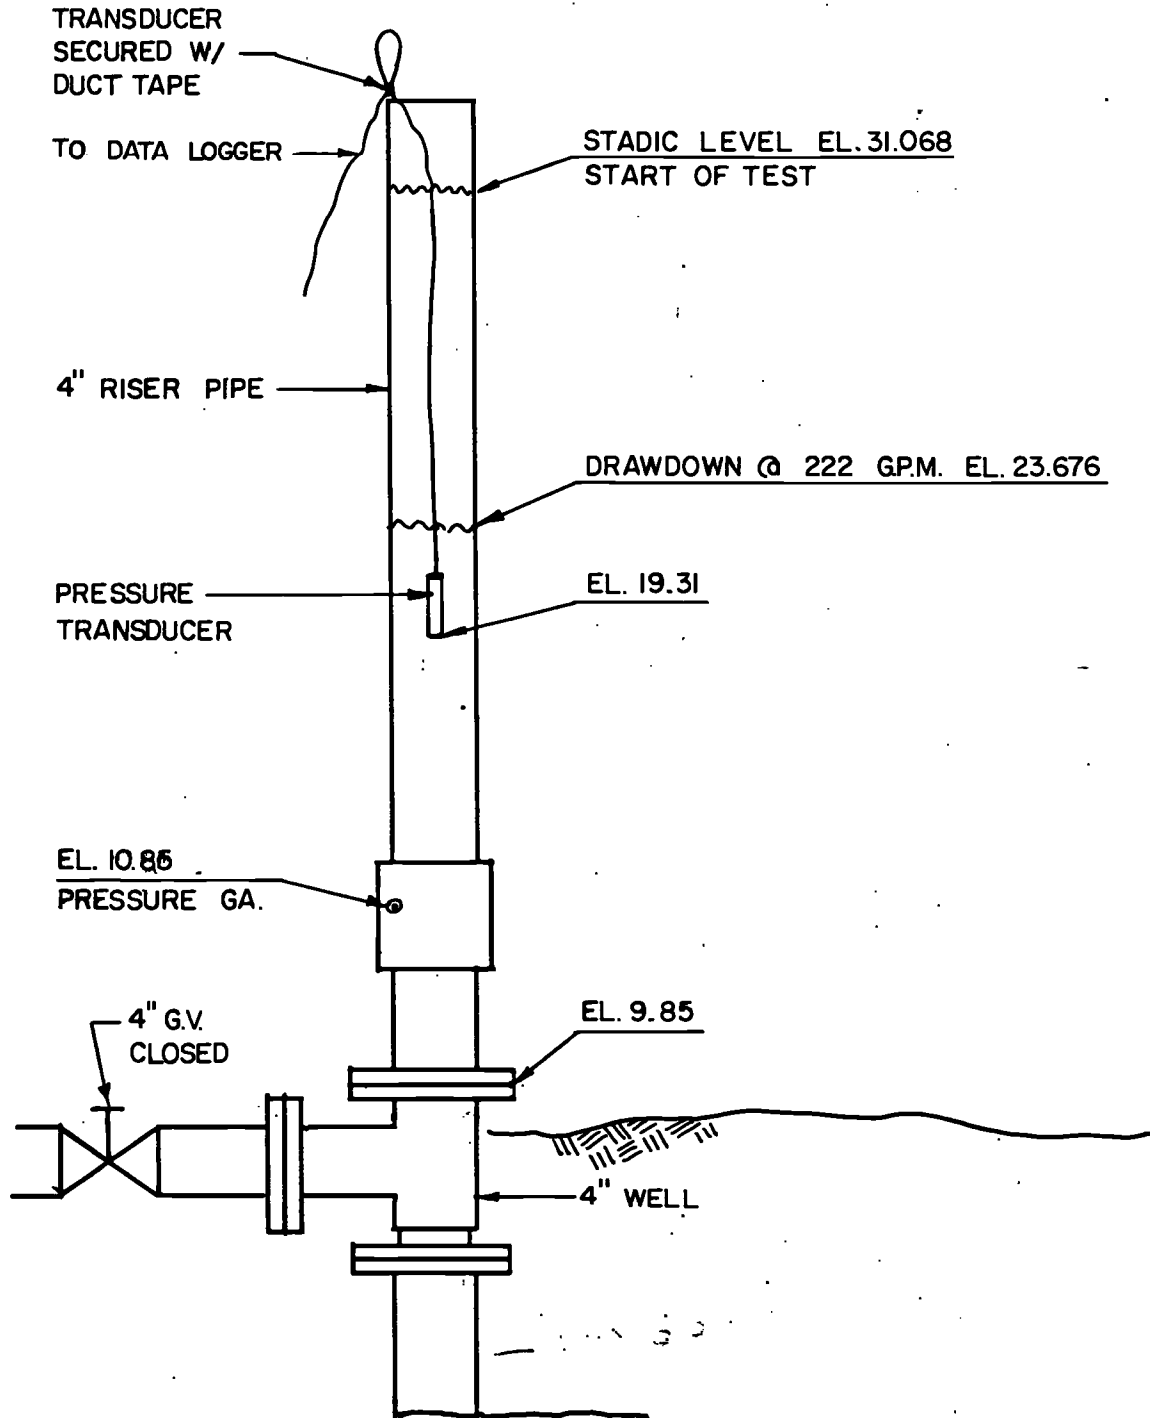 TRANSDUCER
SECURED W/
DUCT TAPE
TO DATA LOGGER
STADIC LEVEL EL. 31.068
START OF TEST
4" RISER PIPE
DRAWDOWN @ 222 G.P.M. EL. 23.676
PRESSURE
TRANSDUCER
EL. 19.31
EL. 10.85
PRESSURE GA.
4" G.V.
CLOSED
EL. 9.85
4" WELL